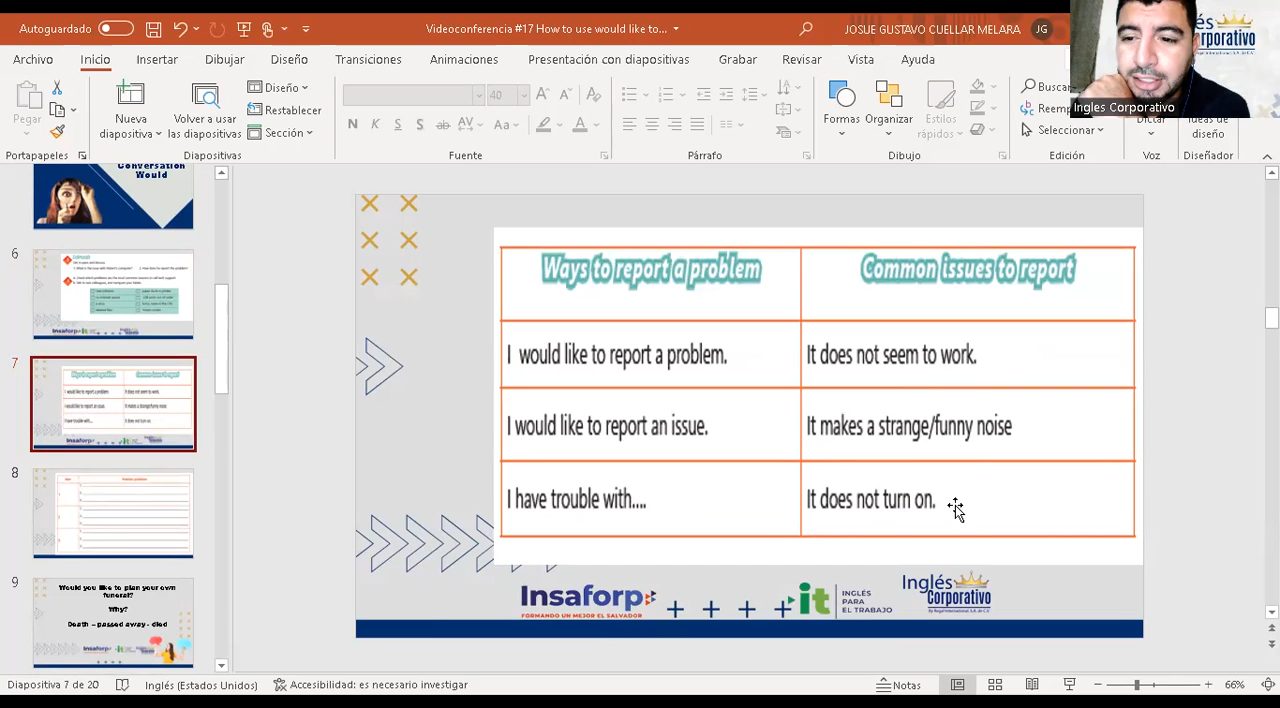 Autoguardado
Videoconferencia #17 How to use would like to...
JOSUE GUSTAVO CUELLAR MELARA
JG
Archivo Inicio Insertar Dibujar Diseño Transiciones Animaciones Presentación con diapositivas Grabar Revisar Vista Ayuda
Inglés
Corporativo
Ingles Corporativo
Pegar
Nueva
diapositiva
Volver a usar
las diapositivas
Diseño
Restablecer
Sección
40
N K S ab AV Aa A
Formas
Organizar
Estilos
rápidos
Buscar
Reemp
Seleccionar
Dictar
Ideas de
diseño
Portapapeles Diapositivas Fuente Párrafo Dibujo Edición Voz Diseñador
Conversation
Would
6
7
8
9
Would you like to plan your own
funeral?
Why?
Death – passed away - died
Ways to report a problem
Common issues to report
I would like to report a problem.
It does not seem to work.
I would like to report an issue.
It makes a strange/funny noise
I have trouble with....
It does not turn on.
Insaforp
FORMANDO UN MEJOR EL SALVADOR
it
INGLÉS
PARA
EL TRABAJO
Inglés
Corporativo
Diapositiva 7 de 20
Inglés (Estados Unidos)
Accesibilidad: es necesario investigar
Notas
66%